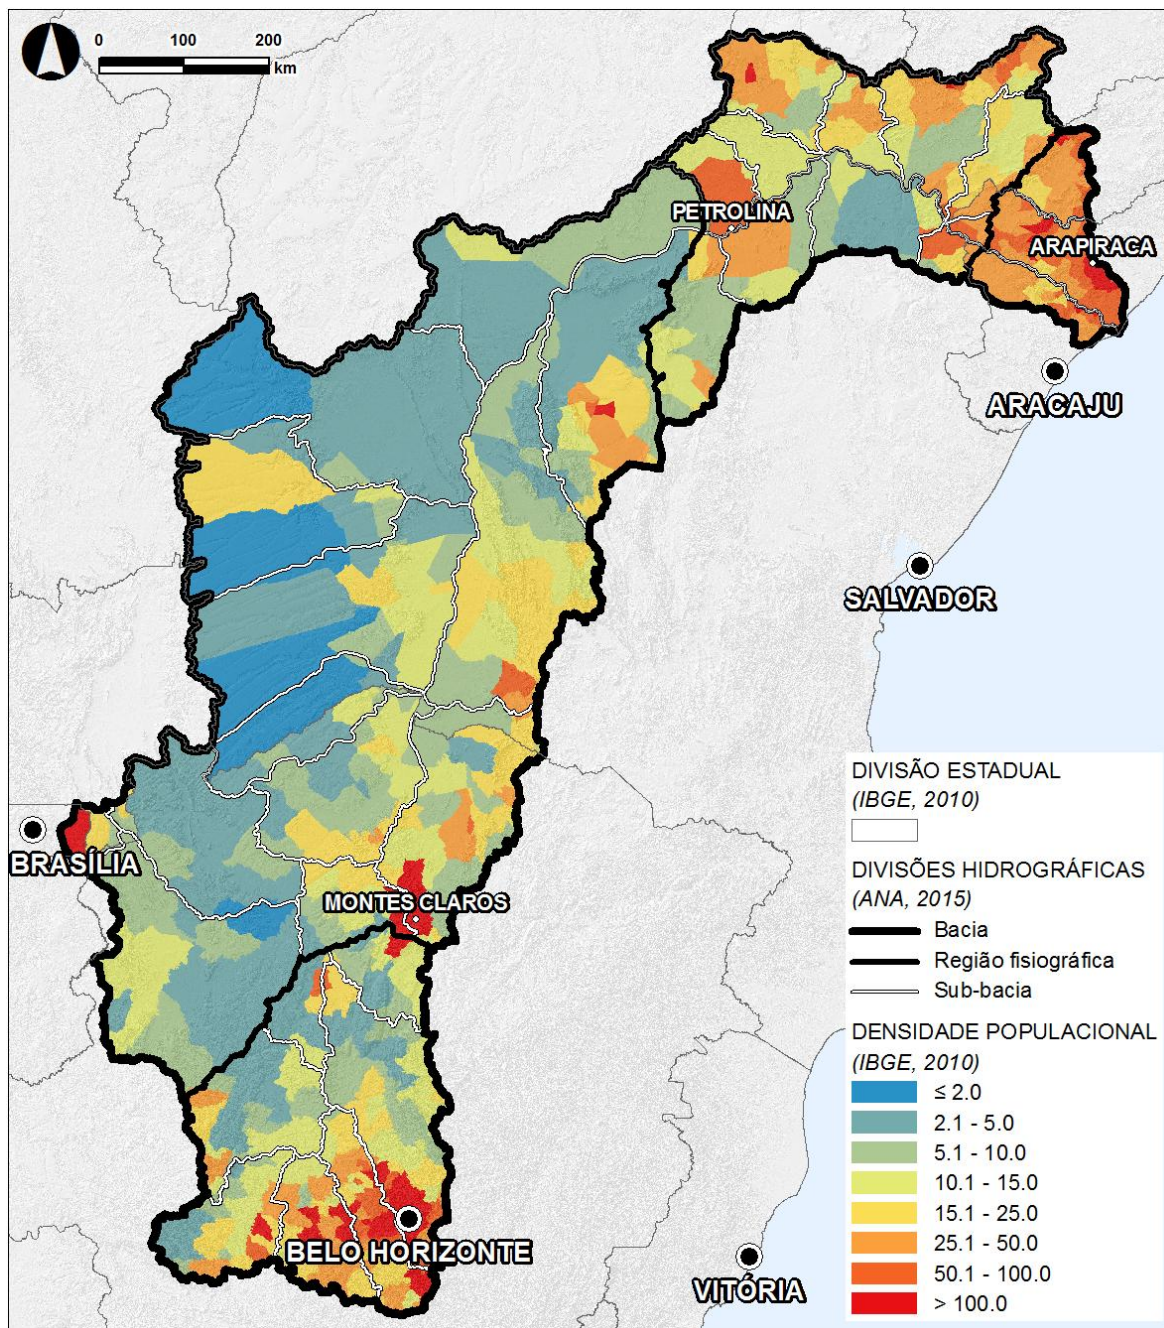 0 100 200
km
PETROLINA
ARAPIRACA
ARACAJU
SALVADOR
BRASÍLIA
MONTES CLAROS
BELO HORIZONTE
VITÓRIA
DIVISÃO ESTADUAL
(IBGE, 2010)
DIVISÕES HIDROGRÁFICAS
(ANA, 2015)
Bacia
Região fisiográfica
Sub-bacia
DENSIDADE POPULACIONAL
(IBGE, 2010)
≤ 2.0
2.1 - 5.0
5.1 - 10.0
10.1 - 15.0
15.1 - 25.0
25.1 - 50.0
50.1 - 100.0
> 100.0